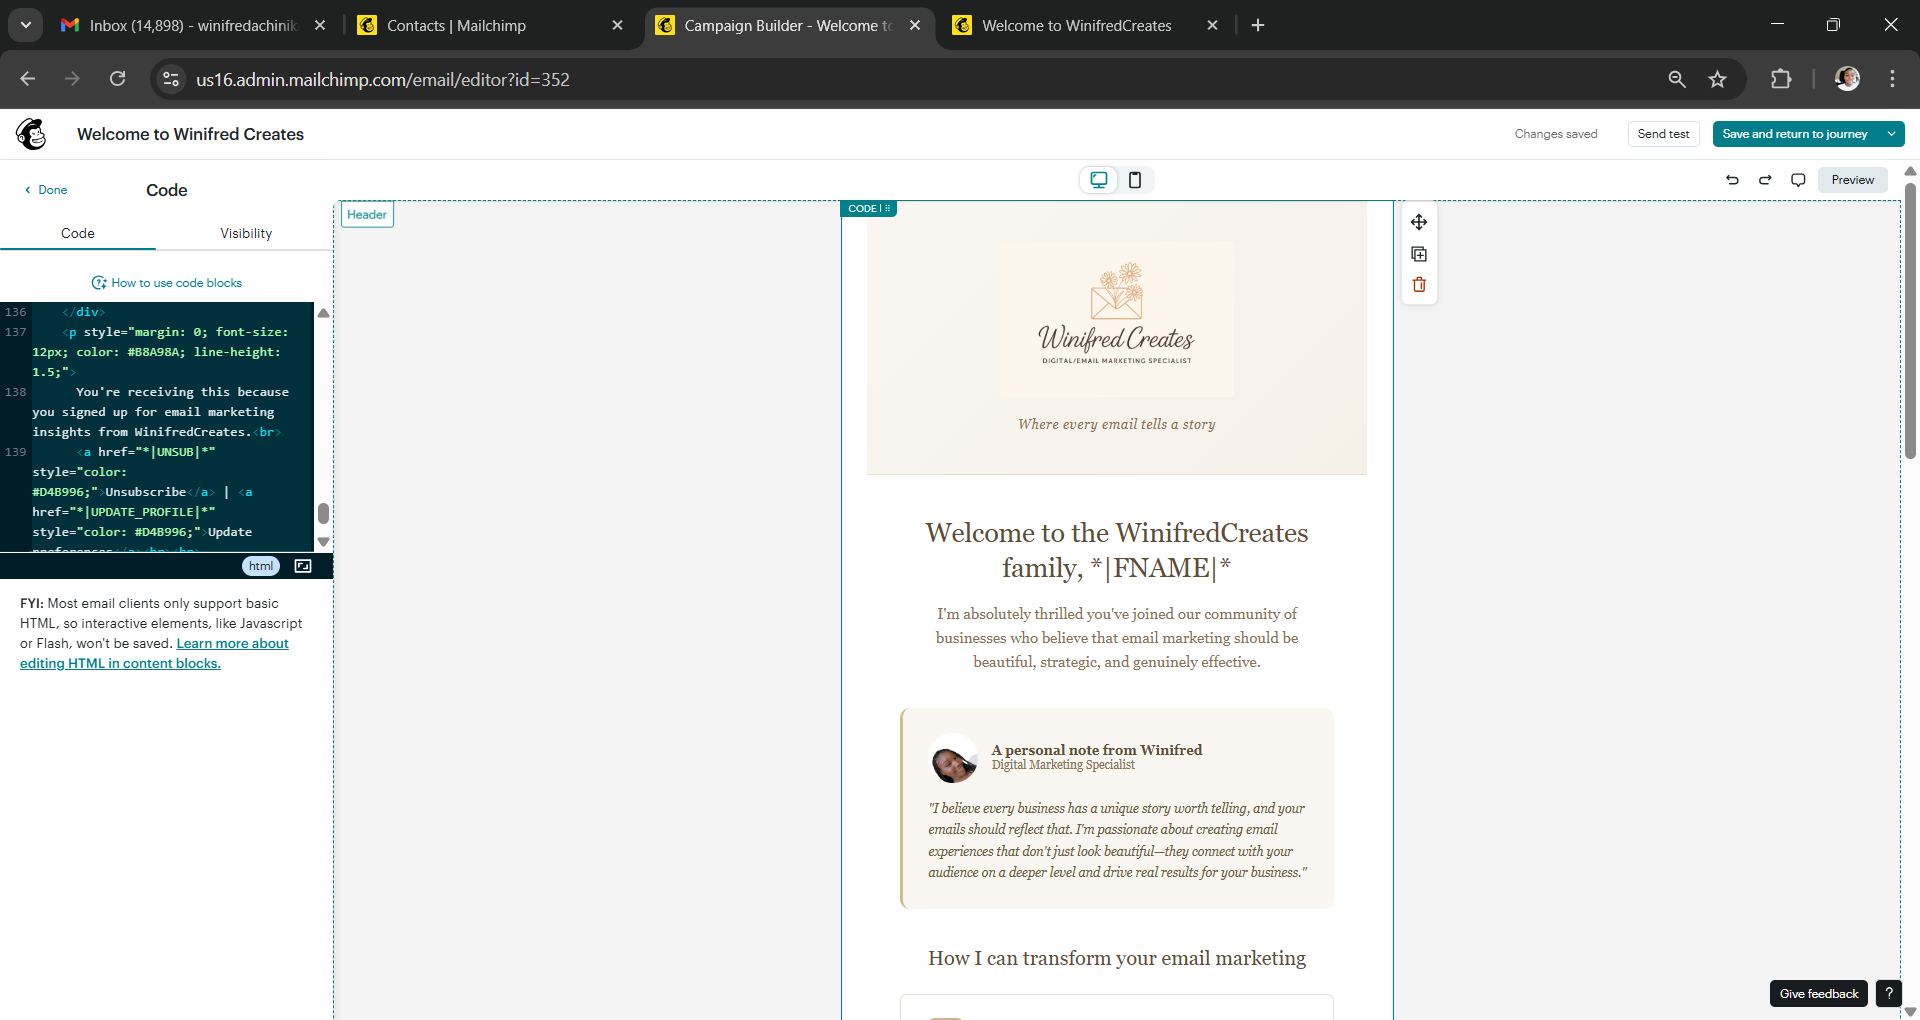 Inbox (14,898) - winifredachinik
Contacts | Mailchimp
Campaign Builder - Welcome to
Welcome to WinifredCreates
us16.admin.mailchimp.com/email/editor?id=352
Welcome to Winifred Creates
Changes saved
Send test
Save and return to journey
Done
Code
Preview
Code
Visibility
How to use code blocks
136 </div>
137 <p style="margin: 0; font-size:
12px; color: #B8A98A; line-height:
1.5;">
138 You're receiving this because
you signed up for email marketing
insights from WinifredCreates.<br>
139 <a href="*|UNSUB|*"
style="color:
#D4B996;">Unsubscribe</a> | <a
href="*|UPDATE_PROFILE|*"
style="color: #D4B996;">Update
preferences</a><br><br>
html
FYI: Most email clients only support basic
HTML, so interactive elements, like Javascript
or Flash, won't be saved. Learn more about
editing HTML in content blocks.
Header
CODE
Winifred Creates
DIGITAL/EMAIL MARKETING SPECIALIST
Where every email tells a story
Welcome to the WinifredCreates
family, *|FNAME|*
I'm absolutely thrilled you've joined our community of
businesses who believe that email marketing should be
beautiful, strategic, and genuinely effective.
A personal note from Winifred
Digital Marketing Specialist
"I believe every business has a unique story worth telling, and your
emails should reflect that. I'm passionate about creating email
experiences that don't just look beautiful—they connect with your
audience on a deeper level and drive real results for your business."
How I can transform your email marketing
Give feedback
?